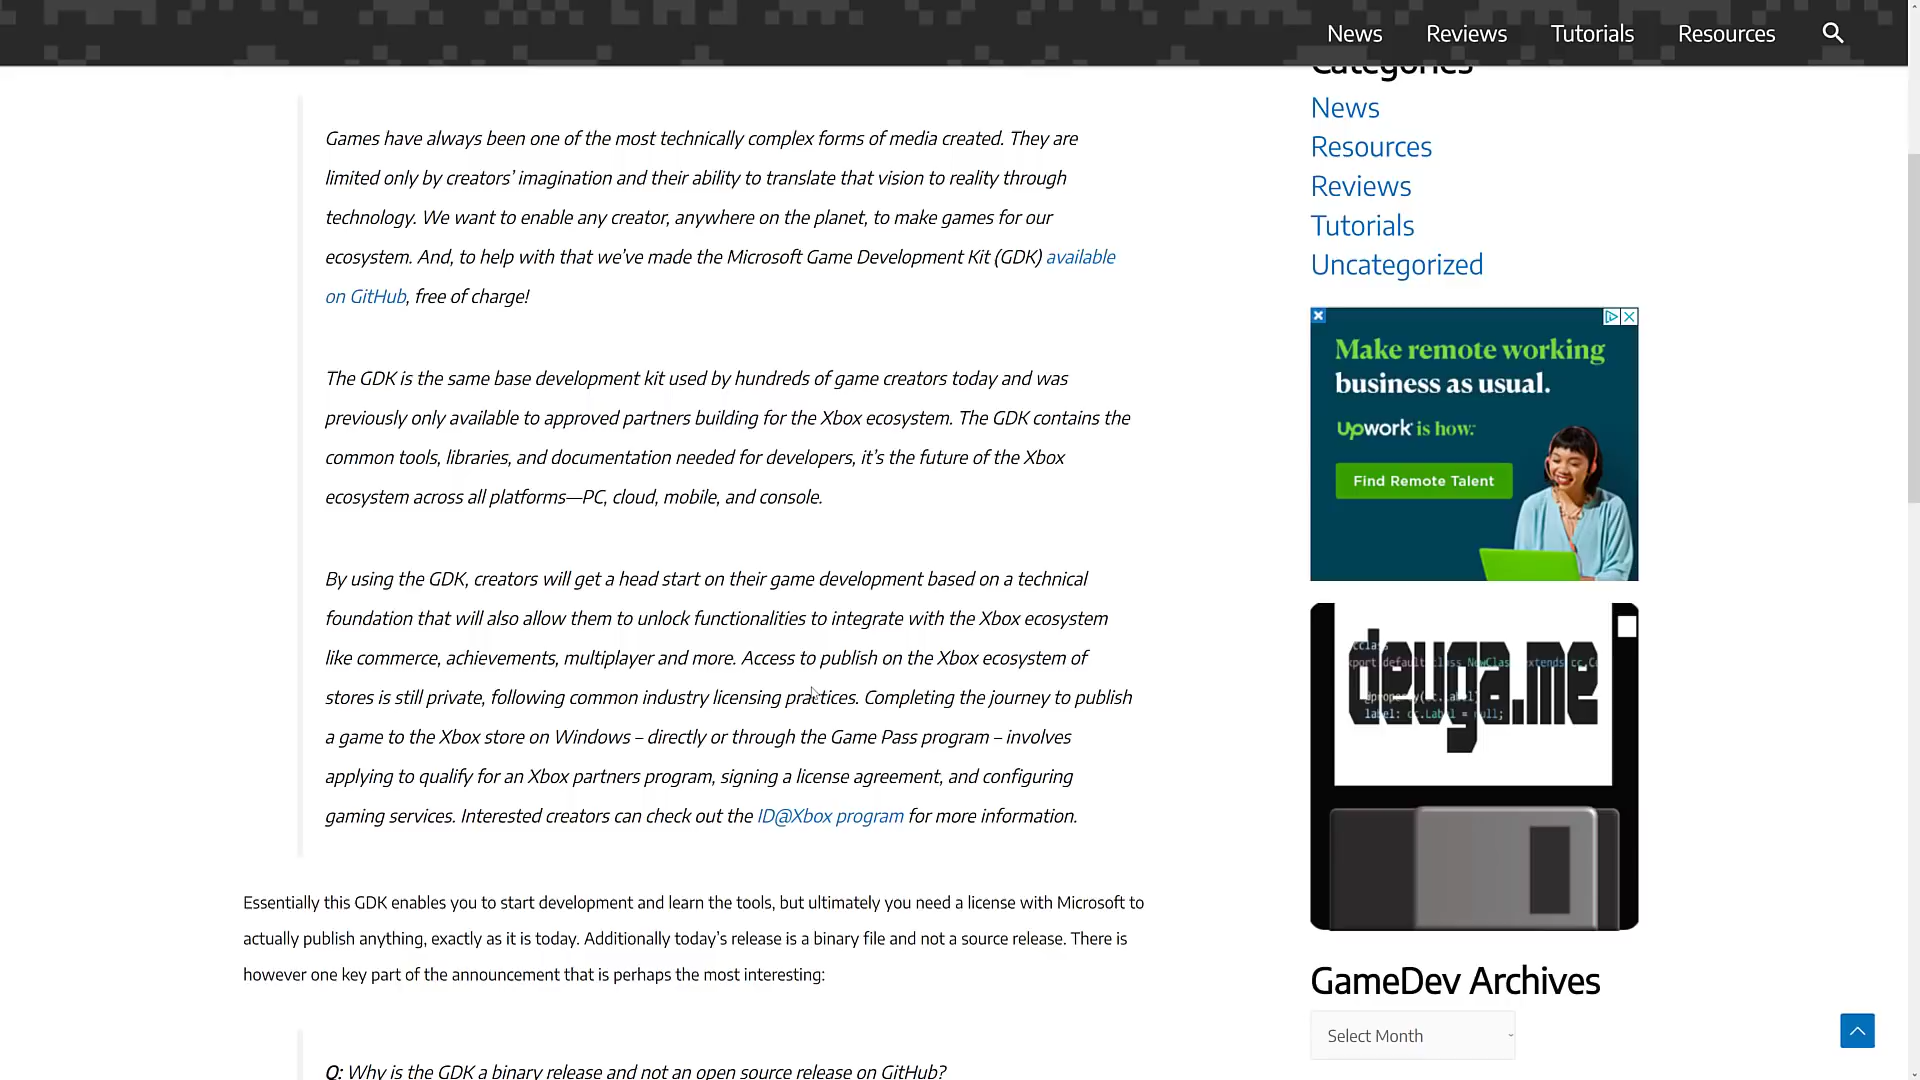 News
Reviews
Tutorials
Resources
Categories
Games have always been one of the most technically complex forms of media created. They are
limited only by creators’ imagination and their ability to translate that vision to reality through
technology. We want to enable any creator, anywhere on the planet, to make games for our
ecosystem. And, to help with that we’ve made the Microsoft Game Development Kit (GDK) available
on GitHub, free of charge!
The GDK is the same base development kit used by hundreds of game creators today and was
previously only available to approved partners building for the Xbox ecosystem. The GDK contains the
common tools, libraries, and documentation needed for developers, it’s the future of the Xbox
ecosystem across all platforms—PC, cloud, mobile, and console.
By using the GDK, creators will get a head start on their game development based on a technical
foundation that will also allow them to unlock functionalities to integrate with the Xbox ecosystem
like commerce, achievements, multiplayer and more. Access to publish on the Xbox ecosystem of
stores is still private, following common industry licensing practices. Completing the journey to publish
a game to the Xbox store on Windows – directly or through the Game Pass program – involves
applying to qualify for an Xbox partners program, signing a license agreement, and configuring
gaming services. Interested creators can check out the ID@Xbox program for more information.
Essentially this GDK enables you to start development and learn the tools, but ultimately you need a license with Microsoft to
actually publish anything, exactly as it is today. Additionally today’s release is a binary file and not a source release. There is
however one key part of the announcement that is perhaps the most interesting:
Q: Why is the GDK a binary release and not an open source release on GitHub?
News
Resources
Reviews
Tutorials
Uncategorized
Make remote working
business as usual.
Upwork is how.
Find Remote Talent
devga.me
GameDev Archives
Select Month